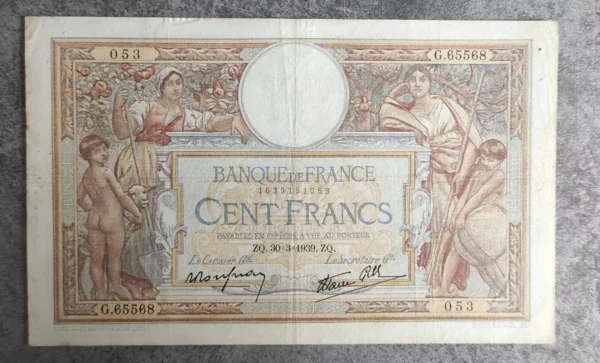 053 G.65568
BANQUE DE FRANCE
1639191053
CENT FRANCS
PAYABLES EN ESPÈCES, A VUE, AU PORTEUR
ZQ. 30-3-1939. ZQ.
Le Caissier Gᵃˡ Le Secrétaire Gᵃˡ
G.65568 053